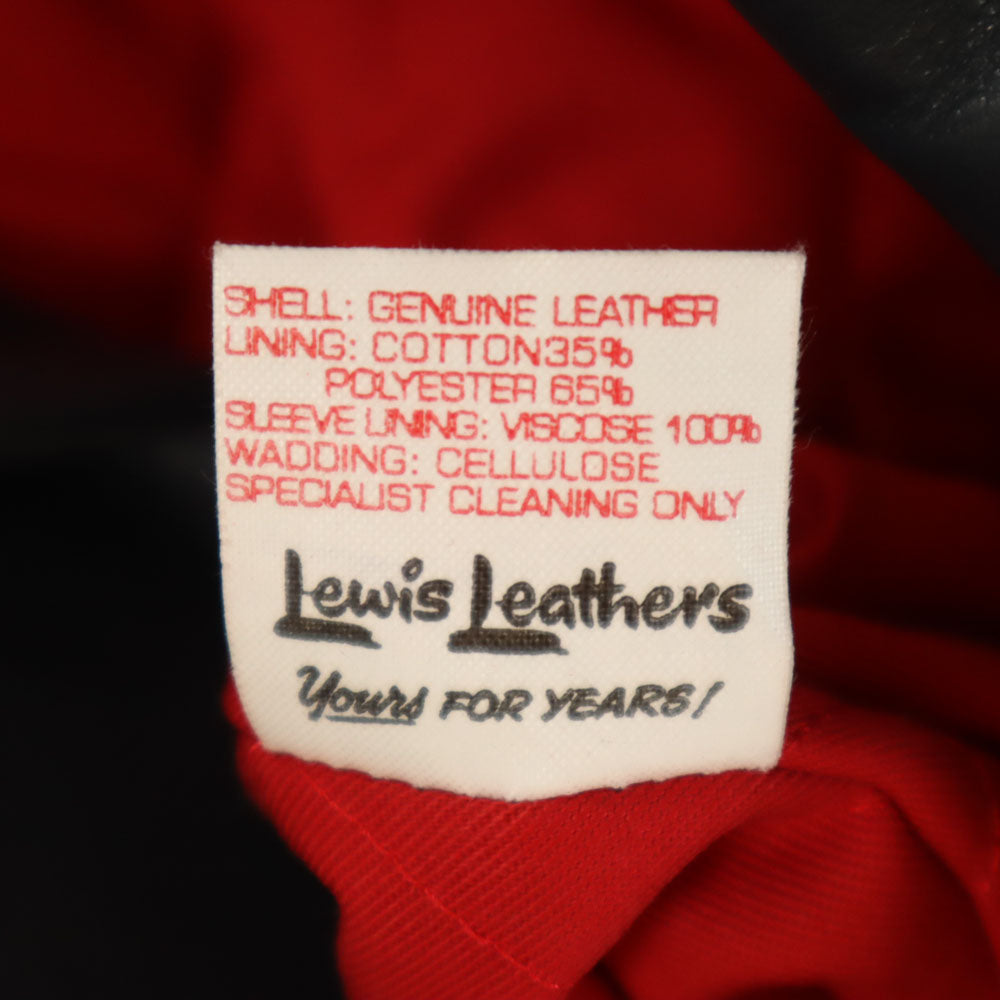 SHELL: GENUINE LEATHER
LINING: COTTON35%
POLYESTER 65%
SLEEVE LINING: VISCOSE 100%
WADDING: CELLULOSE
SPECIALIST CLEANING ONLY
Lewis Leathers
Yours FOR YEARS!